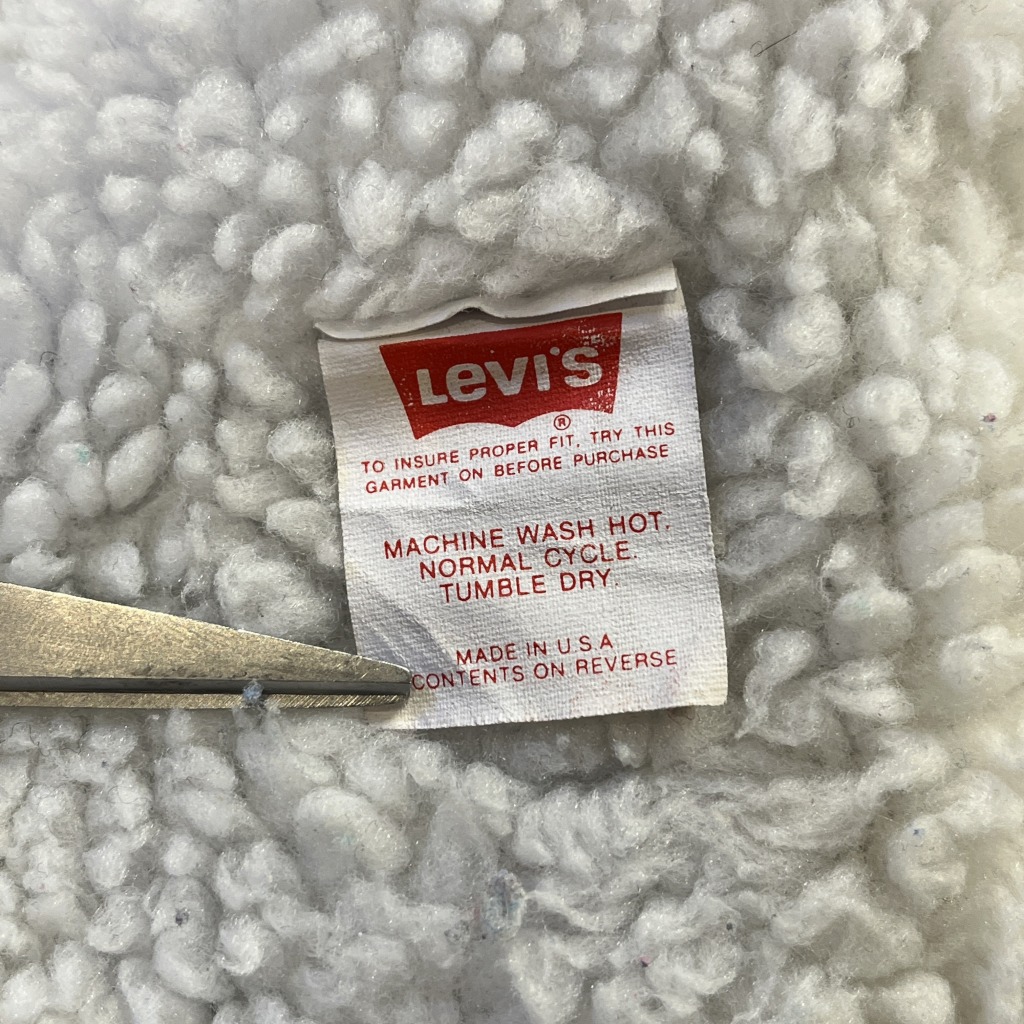 LEVI'S
®
TO INSURE PROPER FIT, TRY THIS
GARMENT ON BEFORE PURCHASE
MACHINE WASH HOT,
NORMAL CYCLE.
TUMBLE DRY.
MADE IN U.S.A
CONTENTS ON REVERSE